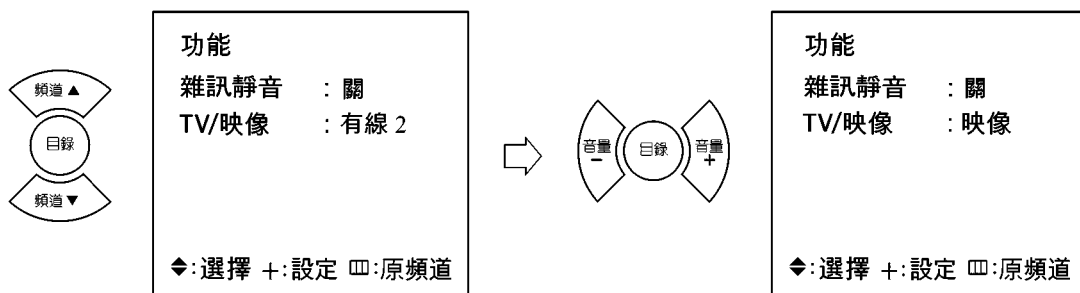 頻道▲
目錄
頻道▼
功能
雜訊靜音 : 關
TV/映像 : 有線 2
◆:選擇 +:設定 □:原頻道
音量 −
目錄
音量 +
功能
雜訊靜音 : 關
TV/映像 : 映像
◆:選擇 +:設定 □:原頻道